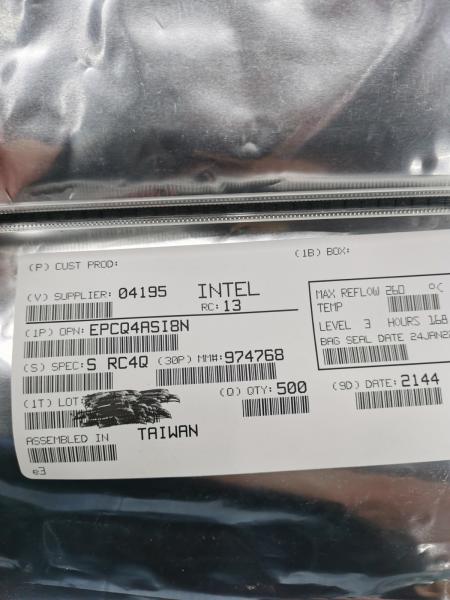 (P) CUST PROD:
(1B) BOX:
(V) SUPPLIER: 04195 INTEL
RC: 13
MAX REFLOW 260 °C
TEMP
LEVEL 3 HOURS 168
BAG SEAL DATE 24JAN22
(1P) OPN: EPCQ4ASI8N
(S) SPEC: S RC4Q (30P) MM#: 974768
(1T) LOT:
(Q) QTY: 500
(9D) DATE: 2144
ASSEMBLED IN TAIWAN
e3